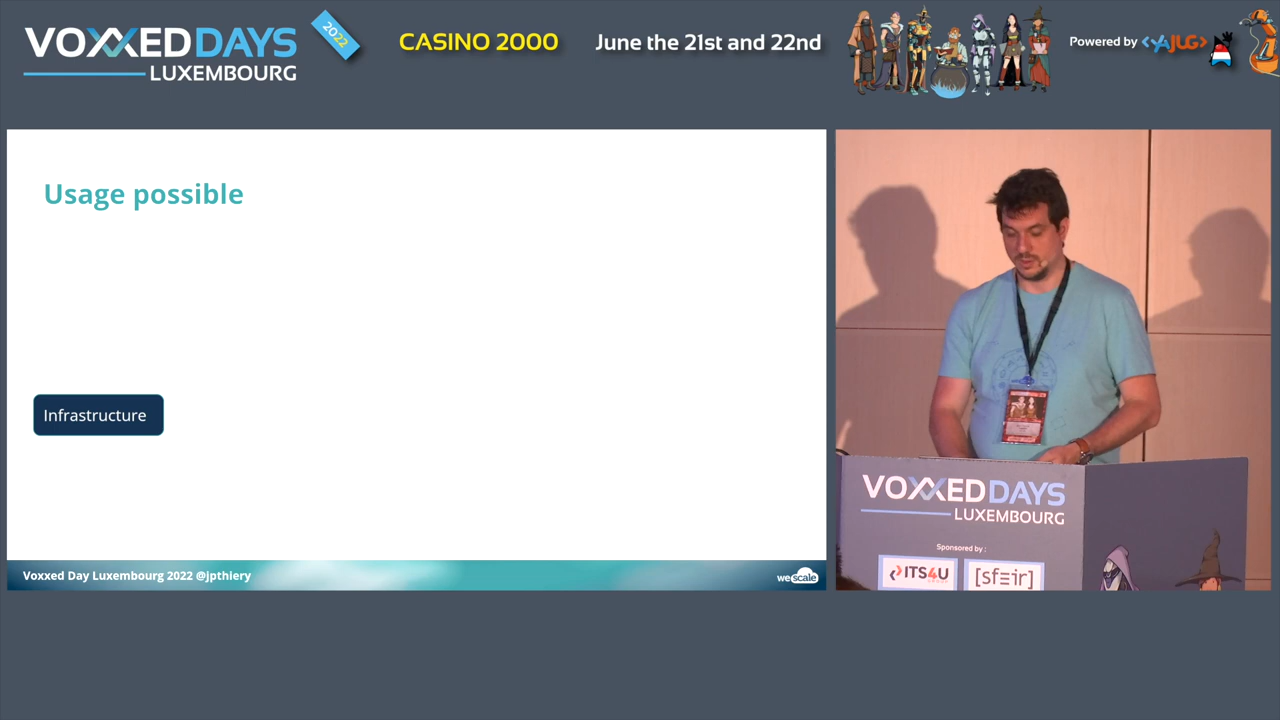 VOXXED DAYS
LUXEMBOURG
2022
CASINO 2000
June the 21st and 22nd
Powered by <YAJUG>
Usage possible
Infrastructure
Voxxed Day Luxembourg 2022 @jpthiery
wescale
VOXXED DAYS
LUXEMBOURG
Sponsored by :
ITS4U
[sfeir]